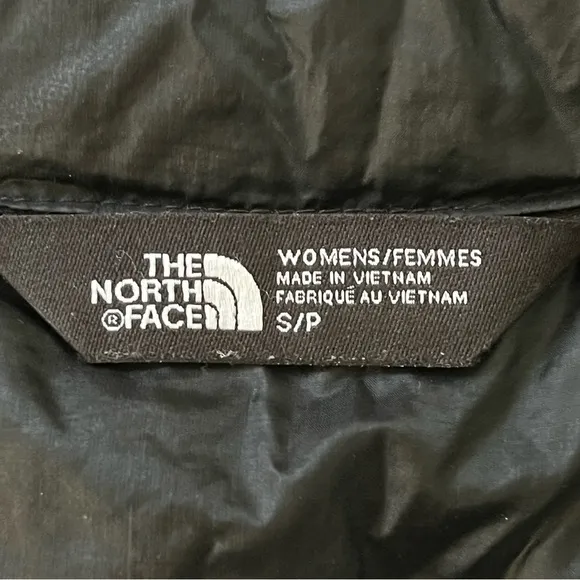 THE
NORTH
®FACE
WOMENS/FEMMES
MADE IN VIETNAM
FABRIQUÉ AU VIETNAM
S/P